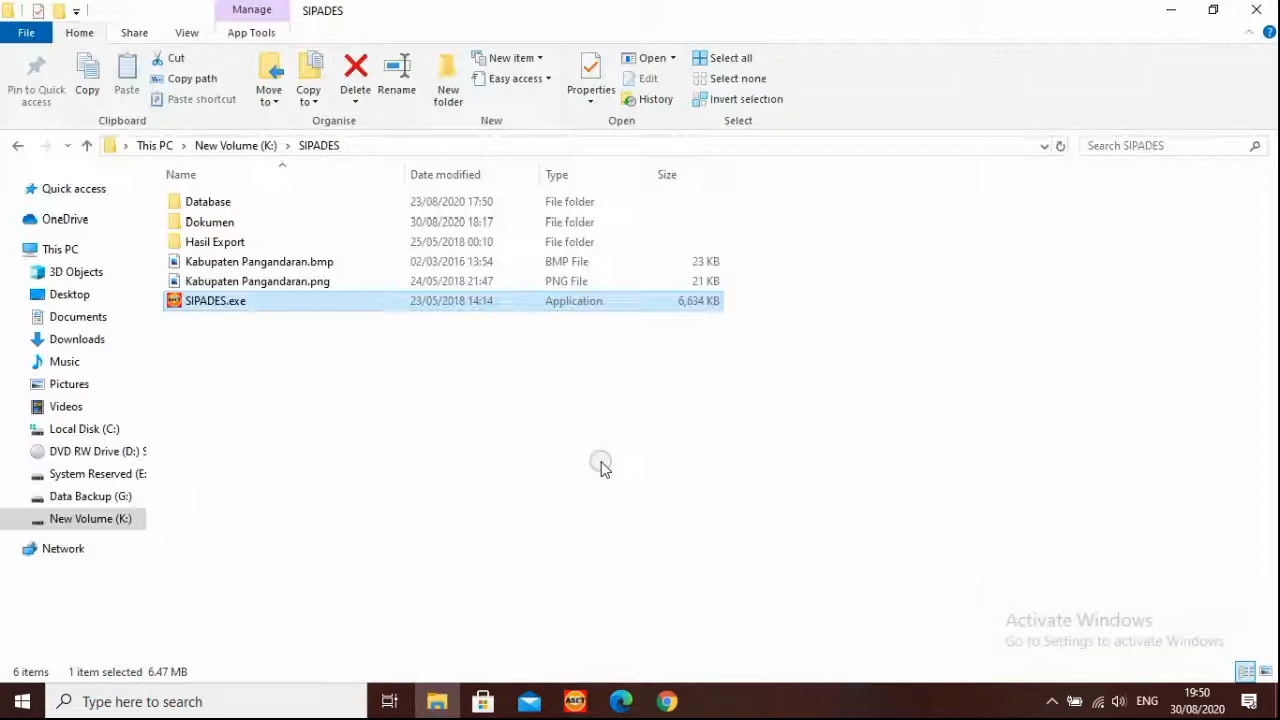 Manage
SIPADES
File
Home
Share
View
App Tools
Pin to Quick access
Copy
Paste
Cut
Copy path
Paste shortcut
Clipboard
Move to
Copy to
Delete
Rename
Organise
New folder
New item
Easy access
New
Properties
Open
Edit
History
Open
Select all
Select none
Invert selection
Select
This PC > New Volume (K:) > SIPADES
Search SIPADES
Name
Date modified
Type
Size
Database 23/08/2020 17:50 File folder
Dokumen 30/08/2020 18:17 File folder
Hasil Export 25/05/2018 00:10 File folder
Kabupaten Pangandaran.bmp 02/03/2016 13:54 BMP File 23 KB
Kabupaten Pangandaran.png 24/05/2018 21:47 PNG File 21 KB
SIPADES.exe 23/05/2018 14:14 Application 6,634 KB
Quick access
OneDrive
This PC
3D Objects
Desktop
Documents
Downloads
Music
Pictures
Videos
Local Disk (C:)
DVD RW Drive (D:) S
System Reserved (E:
Data Backup (G:)
New Volume (K:)
Network
Activate Windows
Go to Settings to activate Windows
6 items 1 item selected 6.47 MB
Type here to search
ASET
ENG
19:50
30/08/2020